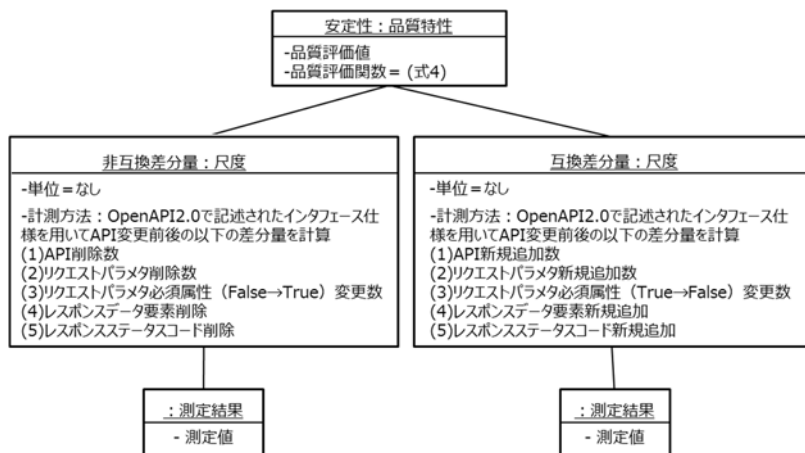 安定性：品質特性
-品質評価値
-品質評価関数＝ (式4)
非互換差分量：尺度
-単位＝なし
-計測方法：OpenAPI2.0で記述されたインタフェース仕
様を用いてAPI変更前後の以下の差分量を計算
(1)API削除数
(2)リクエストパラメタ削除数
(3)リクエストパラメタ必須属性（False→True）変更数
(4)レスポンスデータ要素削除
(5)レスポンスステータスコード削除
互換差分量：尺度
-単位＝なし
-計測方法：OpenAPI2.0で記述されたインタフェース仕
様を用いてAPI変更前後の以下の差分量を計算
(1)API新規追加数
(2)リクエストパラメタ新規追加数
(3)リクエストパラメタ必須属性（True→False）変更数
(4)レスポンスデータ要素新規追加
(5)レスポンスステータスコード新規追加
：測定結果
- 測定値
：測定結果
- 測定値